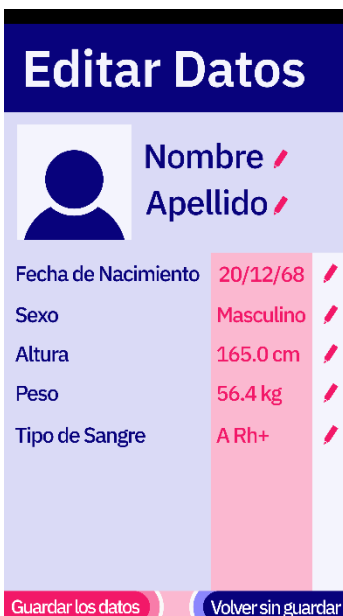 Editar Datos
Nombre
Apellido
Fecha de Nacimiento 20/12/68
Sexo Masculino
Altura 165.0 cm
Peso 56.4 kg
Tipo de Sangre A Rh+
Guardar los datos Volver sin guardar